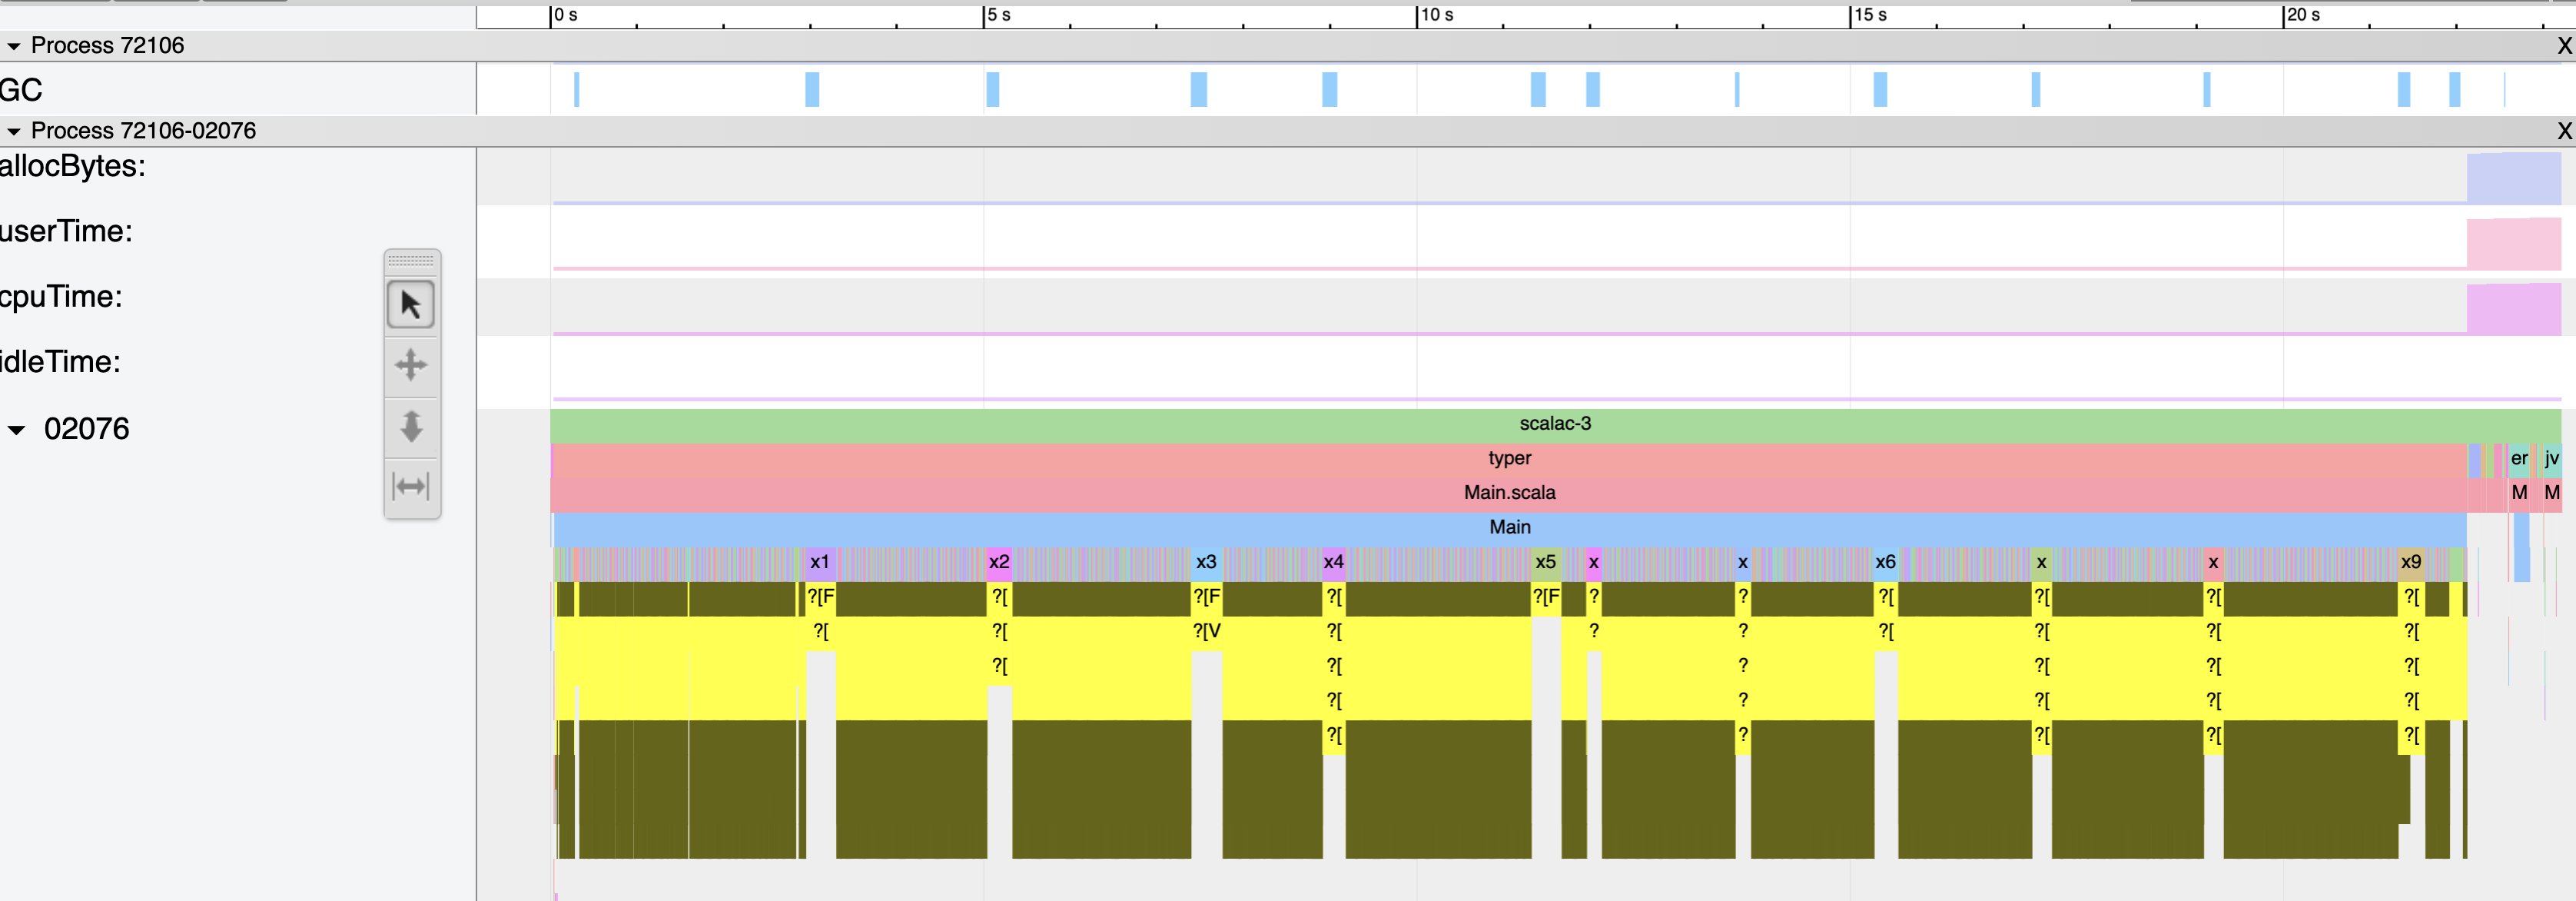 0 s 5 s 10 s 15 s 20 s
Process 72106 X
GC
Process 72106-02076 X
allocBytes:
userTime:
cpuTime:
idleTime:
02076
scalac-3
typer er jv
Main.scala M M
Main
x1 x2 x3 x4 x5 x x x6 x x x9
?[F ?[ ?[F ?[ ?[F ? ? ?[ ?[ ?[ ?[
?[ ?[ ?[V ?[ ? ? ?[ ?[ ?[ ?[
?[ ?[ ? ?[ ?[ ?[
?[ ? ?[ ?[ ?[
?[ ? ?[ ?[ ?[